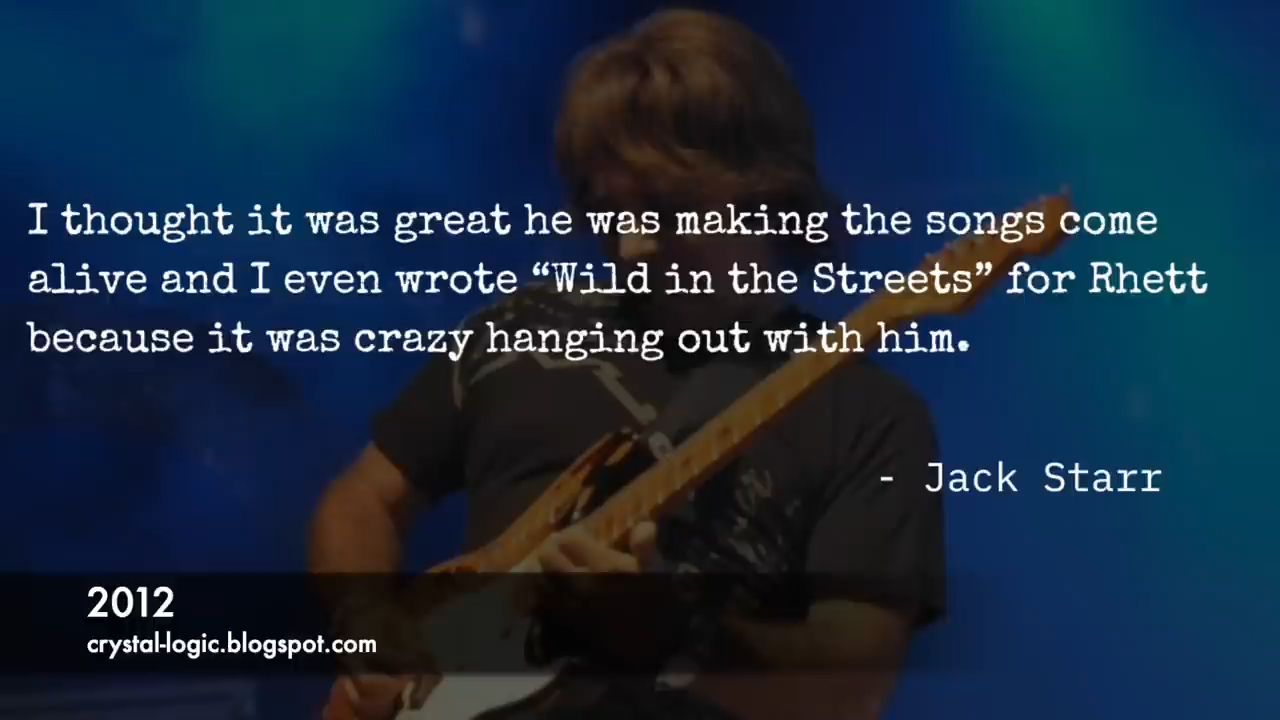 I thought it was great he was making the songs come
alive and I even wrote “Wild in the Streets” for Rhett
because it was crazy hanging out with him.
- Jack Starr
2012
crystal-logic.blogspot.com